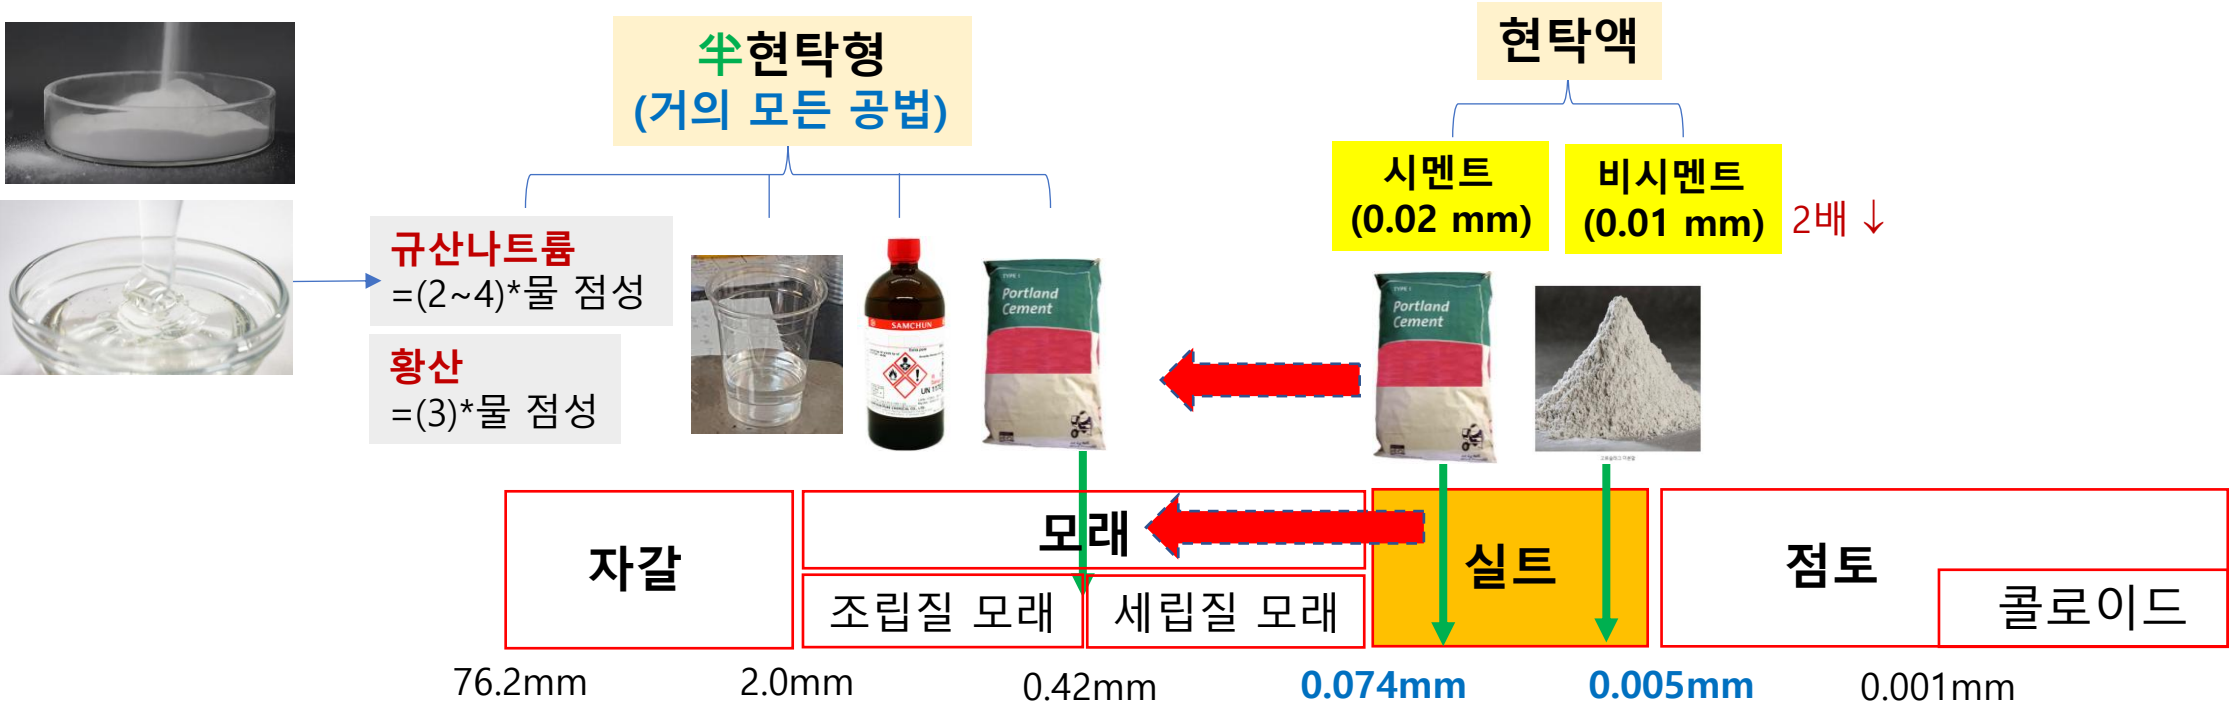 半현탁형
(거의 모든 공법)
현탁액
시멘트
(0.02 mm)
비시멘트
(0.01 mm)
2배 ↓
규산나트륨
=(2~4)*물 점성
황산
=(3)*물 점성
SAMCHUN
TYPE I
Portland
Cement
TYPE I
Portland
Cement
자갈
모래
조립질 모래
세립질 모래
실트
점토
콜로이드
76.2mm
2.0mm
0.42mm
0.074mm
0.005mm
0.001mm